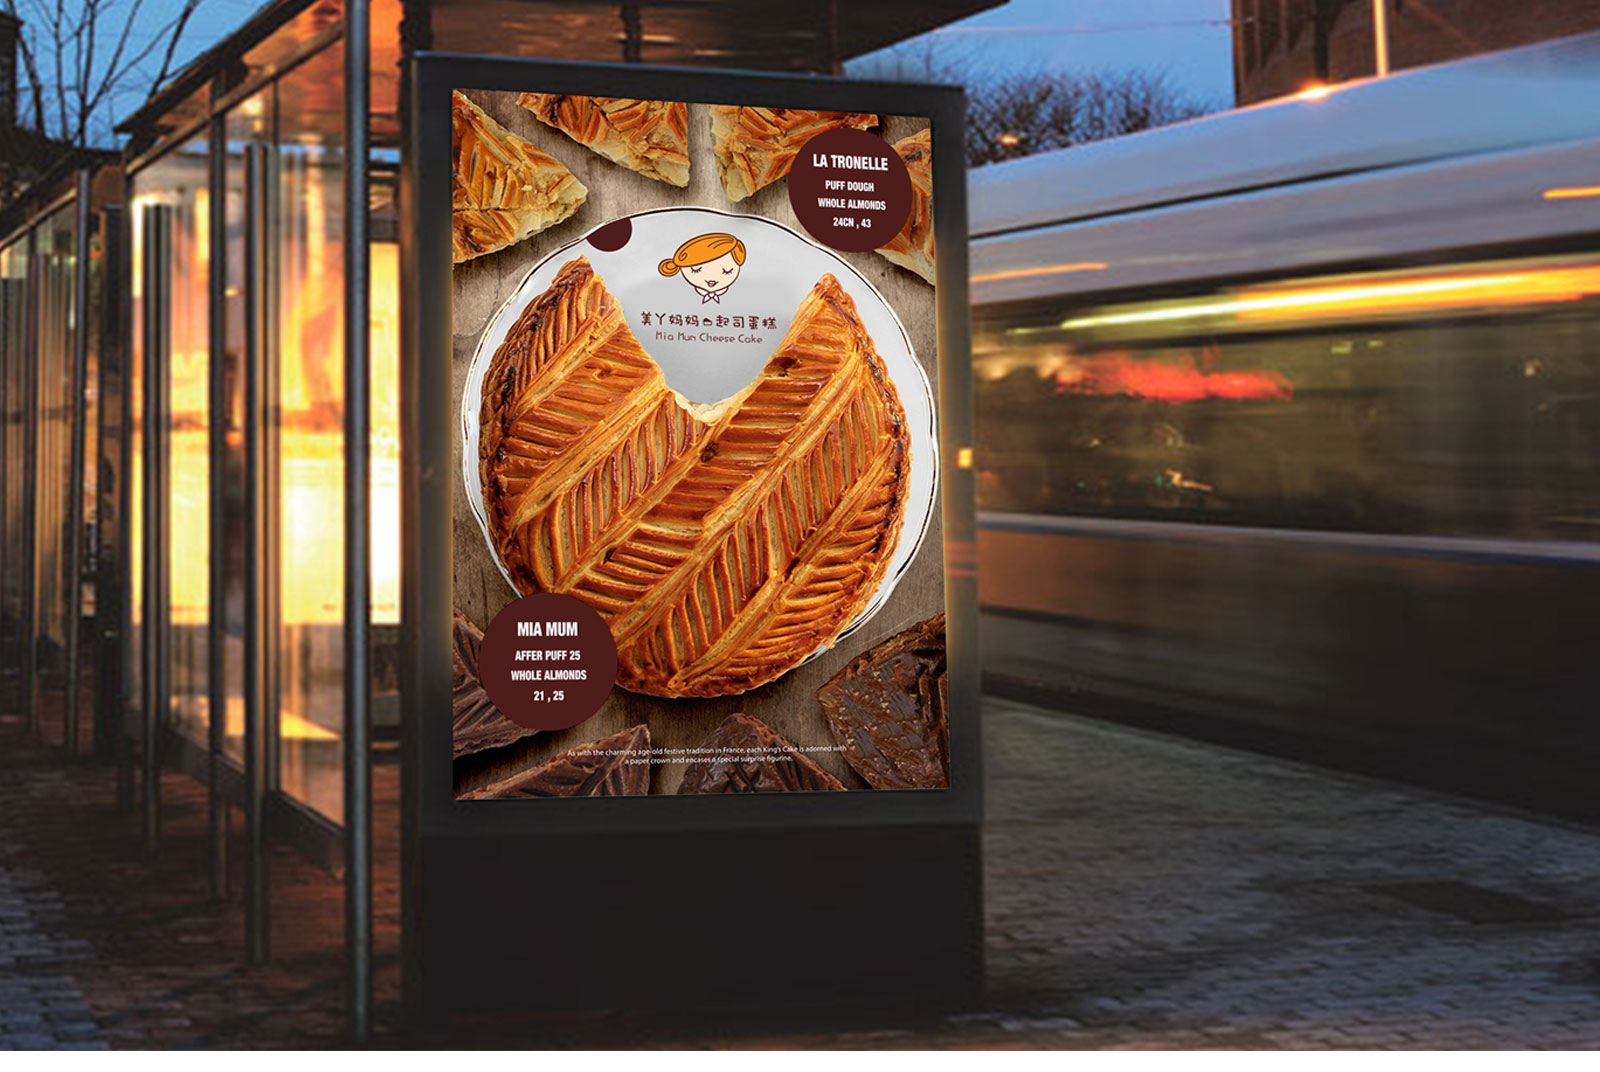 LA TRONELLE
PUFF DOUGH
WHOLE ALMONDS
24CN , 43
美丫妈妈起司蛋糕
Mia Mun Cheese Cake
MIA MUM
AFFER PUFF 25
WHOLE ALMONDS
21 , 25
As with the charming age-old festive tradition in France, each King's Cake is adorned with
a paper crown and encases a special surprise figurine.